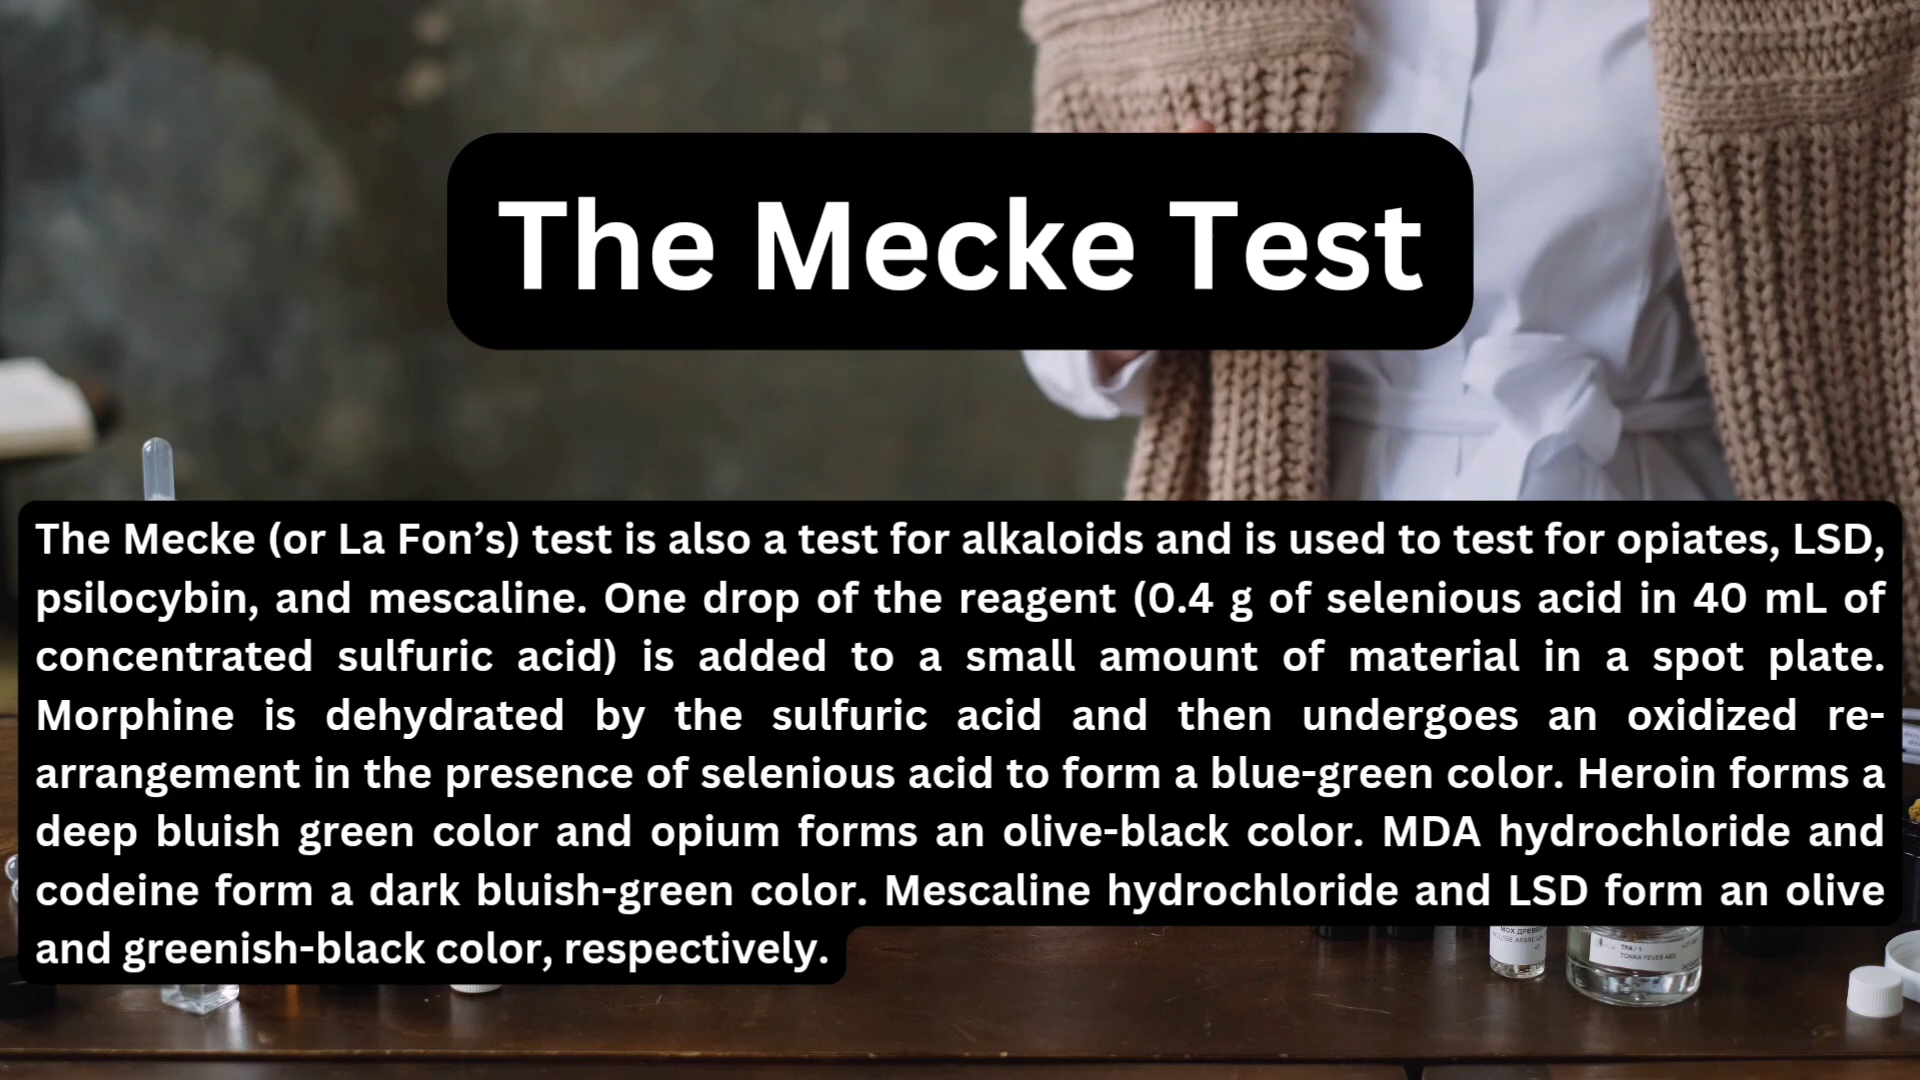 The Mecke Test
The Mecke (or La Fon’s) test is also a test for alkaloids and is used to test for opiates, LSD,
psilocybin, and mescaline. One drop of the reagent (0.4 g of selenious acid in 40 mL of
concentrated sulfuric acid) is added to a small amount of material in a spot plate.
Morphine is dehydrated by the sulfuric acid and then undergoes an oxidized re-
arrangement in the presence of selenious acid to form a blue-green color. Heroin forms a
deep bluish green color and opium forms an olive-black color. MDA hydrochloride and
codeine form a dark bluish-green color. Mescaline hydrochloride and LSD form an olive
and greenish-black color, respectively.
TONKA FEVES ABS